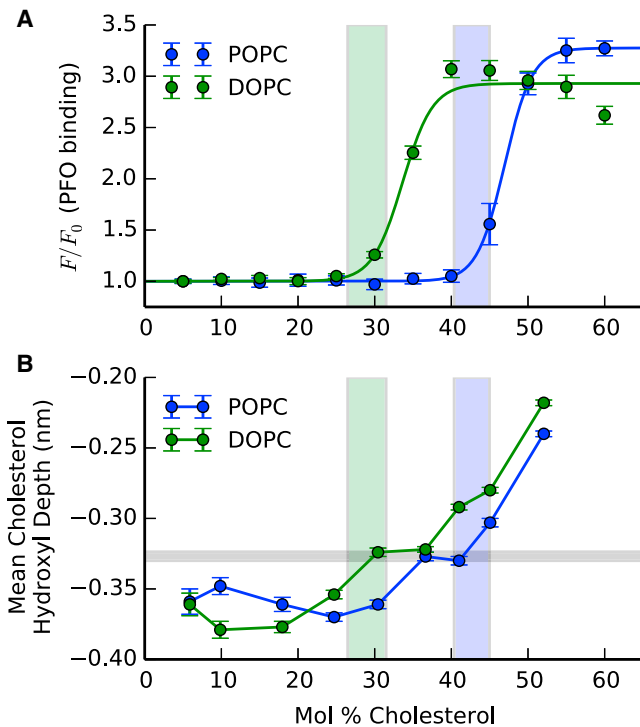 A
3.5
3.0
2.5
2.0
1.5
1.0
F/F0 (PFO binding)
POPC
DOPC
0 10 20 30 40 50 60
B
−0.20
−0.25
−0.30
−0.35
−0.40
Mean Cholesterol
Hydroxyl Depth (nm)
POPC
DOPC
0 10 20 30 40 50 60
Mol % Cholesterol